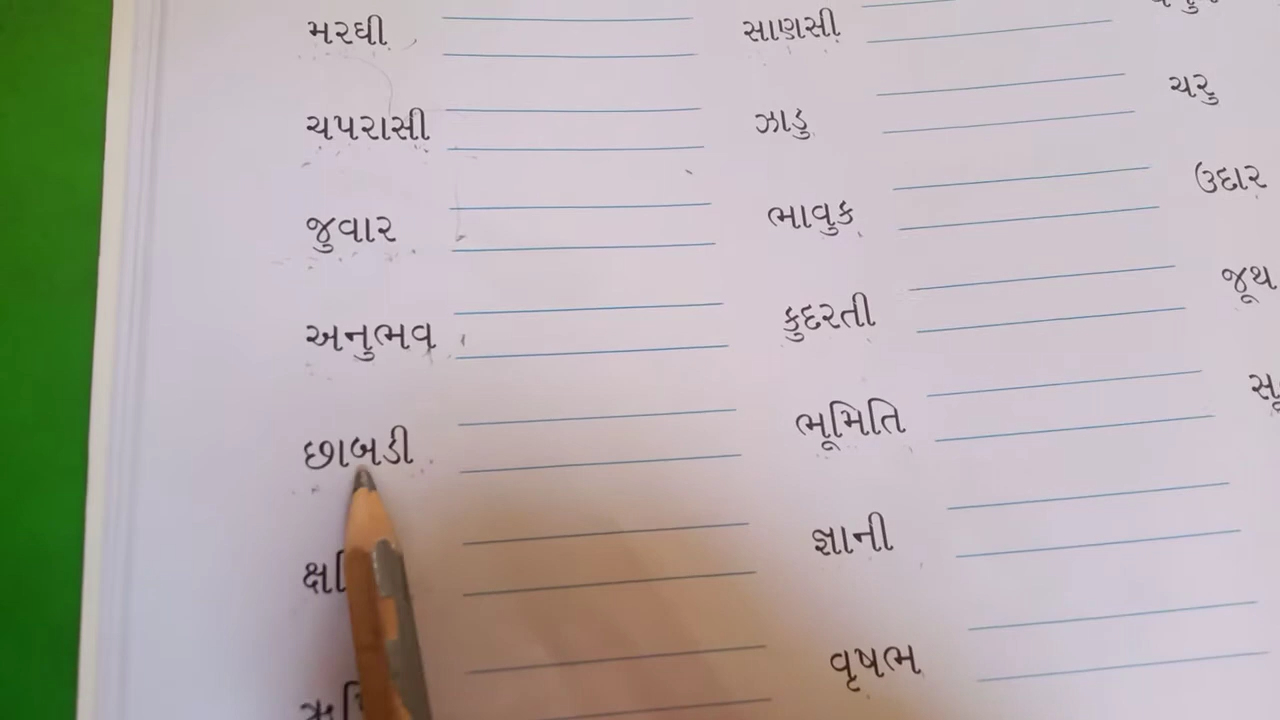 મરઘી સાણસી
ચપરાસી ઝાડુ ચરુ
જુવાર ભાવુક ઉદાર
અનુભવ કુદરતી જૂથ
છાબડી ભૂમિતિ
જ્ઞાની
વૃષભ